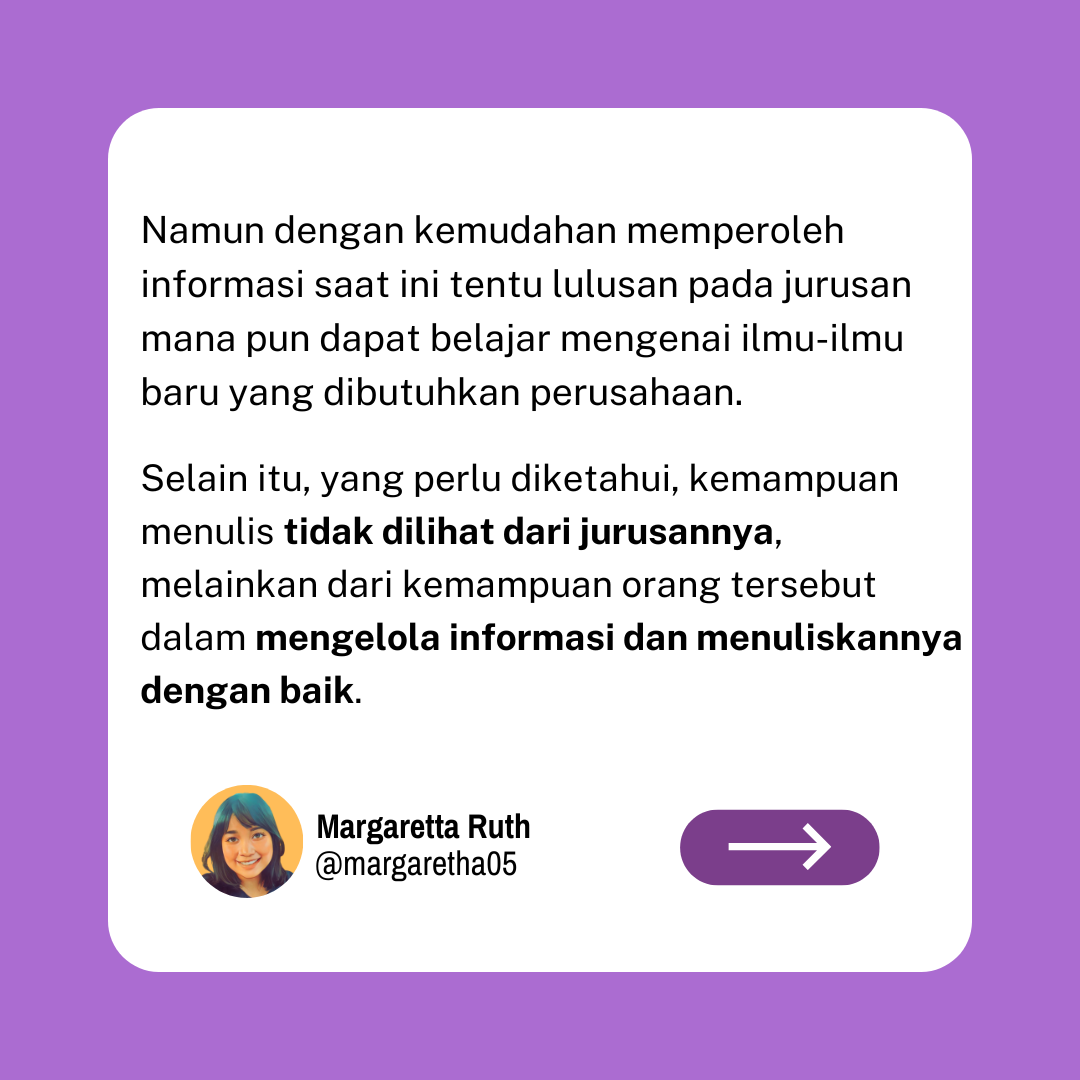 Namun dengan kemudahan memperoleh
informasi saat ini tentu lulusan pada jurusan
mana pun dapat belajar mengenai ilmu-ilmu
baru yang dibutuhkan perusahaan.
Selain itu, yang perlu diketahui, kemampuan
menulis tidak dilihat dari jurusannya,
melainkan dari kemampuan orang tersebut
dalam mengelola informasi dan menuliskannya
dengan baik.
Margaretta Ruth
@margaretha05